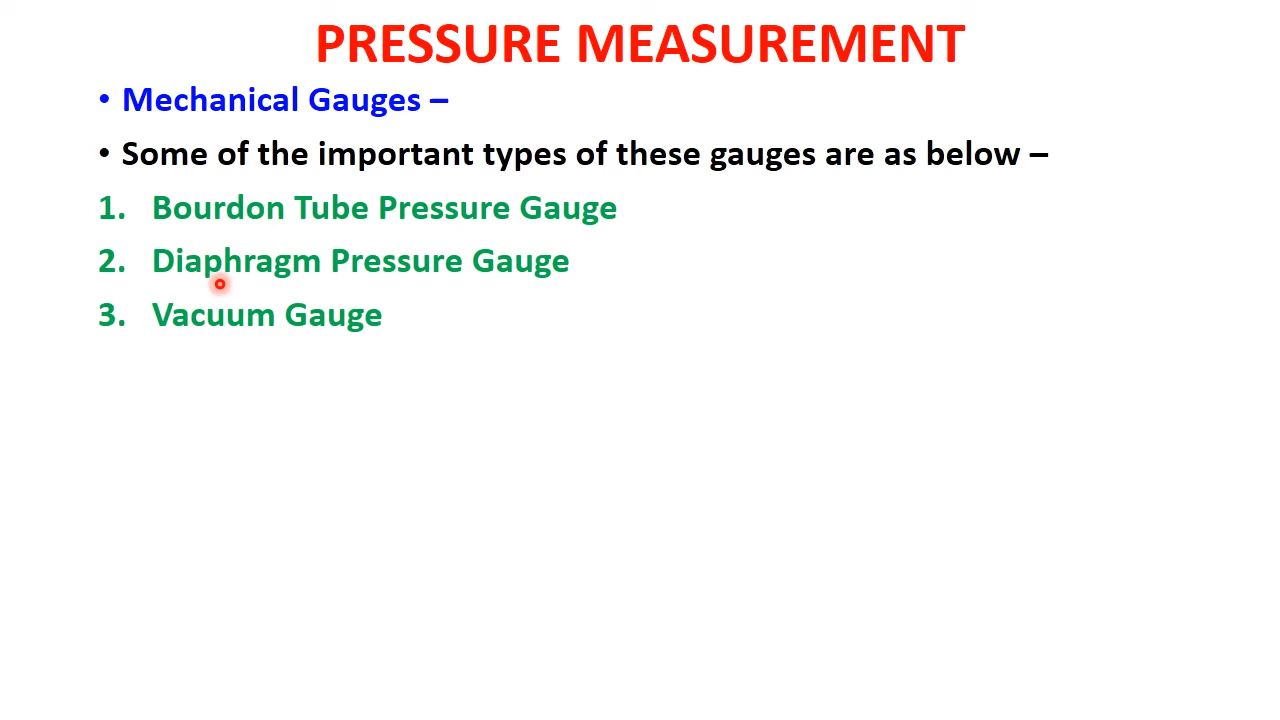 PRESSURE MEASUREMENT
• Mechanical Gauges –
• Some of the important types of these gauges are as below –
1. Bourdon Tube Pressure Gauge
2. Diaphragm Pressure Gauge
3. Vacuum Gauge